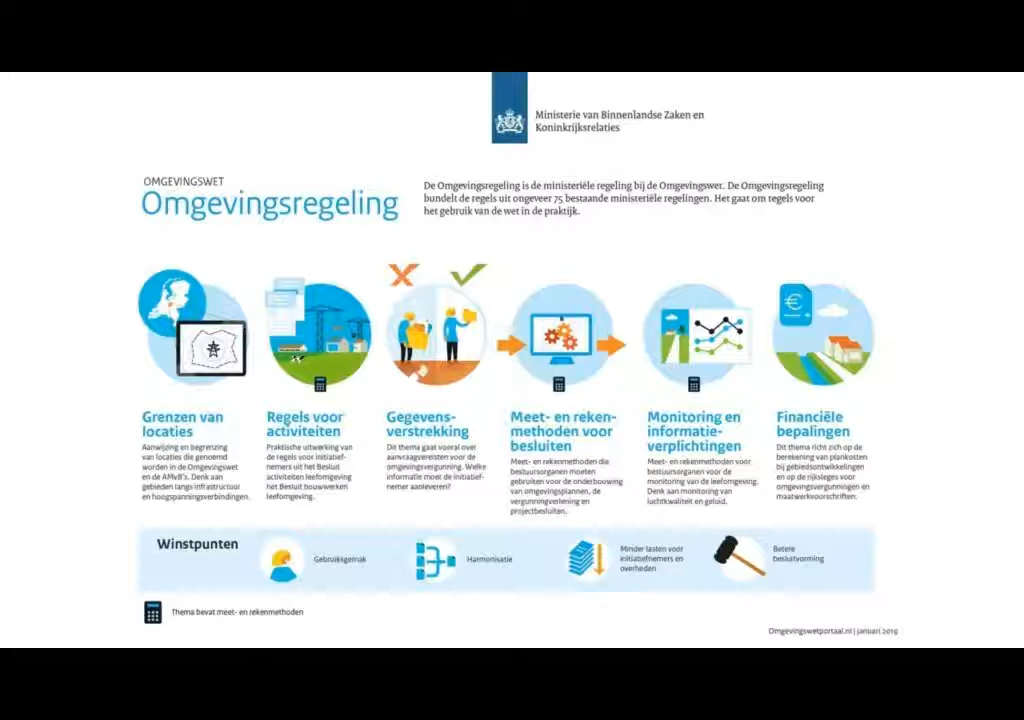 Ministerie van Binnenlandse Zaken en
Koninkrijksrelaties
OMGEVINGSWET
Omgevingsregeling
De Omgevingsregeling is de ministeriële regeling bij de Omgevingswet. De Omgevingsregeling
bundelt de regels uit ongeveer 75 bestaande ministeriële regelingen. Het gaat om regels voor
het gebruik van de wet in de praktijk.
Grenzen van
locaties
Aanwijzing en begrenzing
van locaties die genoemd
worden in de Omgevingswet
en de AMvB's. Denk aan
gebieden langs infrastructuur
en hoogspanningsverbindingen.
Regels voor
activiteiten
Praktische uitwerking van
de regels voor initiatief-
nemers uit het Besluit
activiteiten leefomgeving en
het Besluit bouwwerken
leefomgeving.
Gegevens-
verstrekking
Dit thema gaat vooral over
aanvraagvereisten voor de
omgevingsvergunning. Welke
informatie moet de initiatief-
nemer aanleveren?
Meet- en reken-
methoden voor
besluiten
Meet- en rekenmethoden die
bestuursorganen moeten
gebruiken voor de onderbouwing
van omgevingsplannen, de
vergunningverlening en
projectbesluiten.
Monitoring en
informatie-
verplichtingen
Meet- en rekenmethoden voor
bestuursorganen voor de
monitoring van de leefomgeving.
Denk aan monitoring van
luchtkwaliteit en geluid.
Financiële
bepalingen
Dit thema richt zich op de
berekening van plankosten
bij gebiedsontwikkelingen
en op de rijksleges voor
omgevingsvergunningen en
maatwerkvoorschriften.
Winstpunten
Gebruiksgemak
Harmonisatie
Minder lasten voor
initiatiefnemers en
overheden
Betere
besluitvorming
Thema bevat meet- en rekenmethoden
Omgevingswetportaal.nl | januari 2019